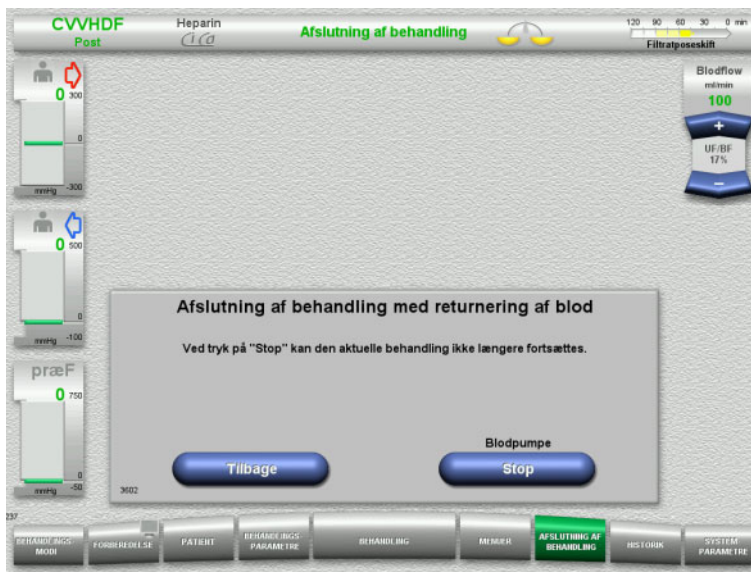 CVVHDF
Post
Heparin
Ci Ca
Afslutning af behandling
120 90 60 30 0 min
Filtratposeskift
0
300
0
-300
mmHg
0
500
0
-100
mmHg
præF
0
750
0
-50
mmHg
Blodflow
ml/min
100
+
UF/BF
17%
−
Afslutning af behandling med returnering af blod
Ved tryk på "Stop" kan den aktuelle behandling ikke længere fortsættes.
Blodpumpe
Tilbage
Stop
3602
237
BEHANDLINGS-
MODI
FORBEREDELSE
PATIENT
BEHANDLINGS
PARAMETRE
BEHANDLING
MENUER
AFSLUTNING AF
BEHANDLING
HISTORIK
SYSTEM
PARAMETRE